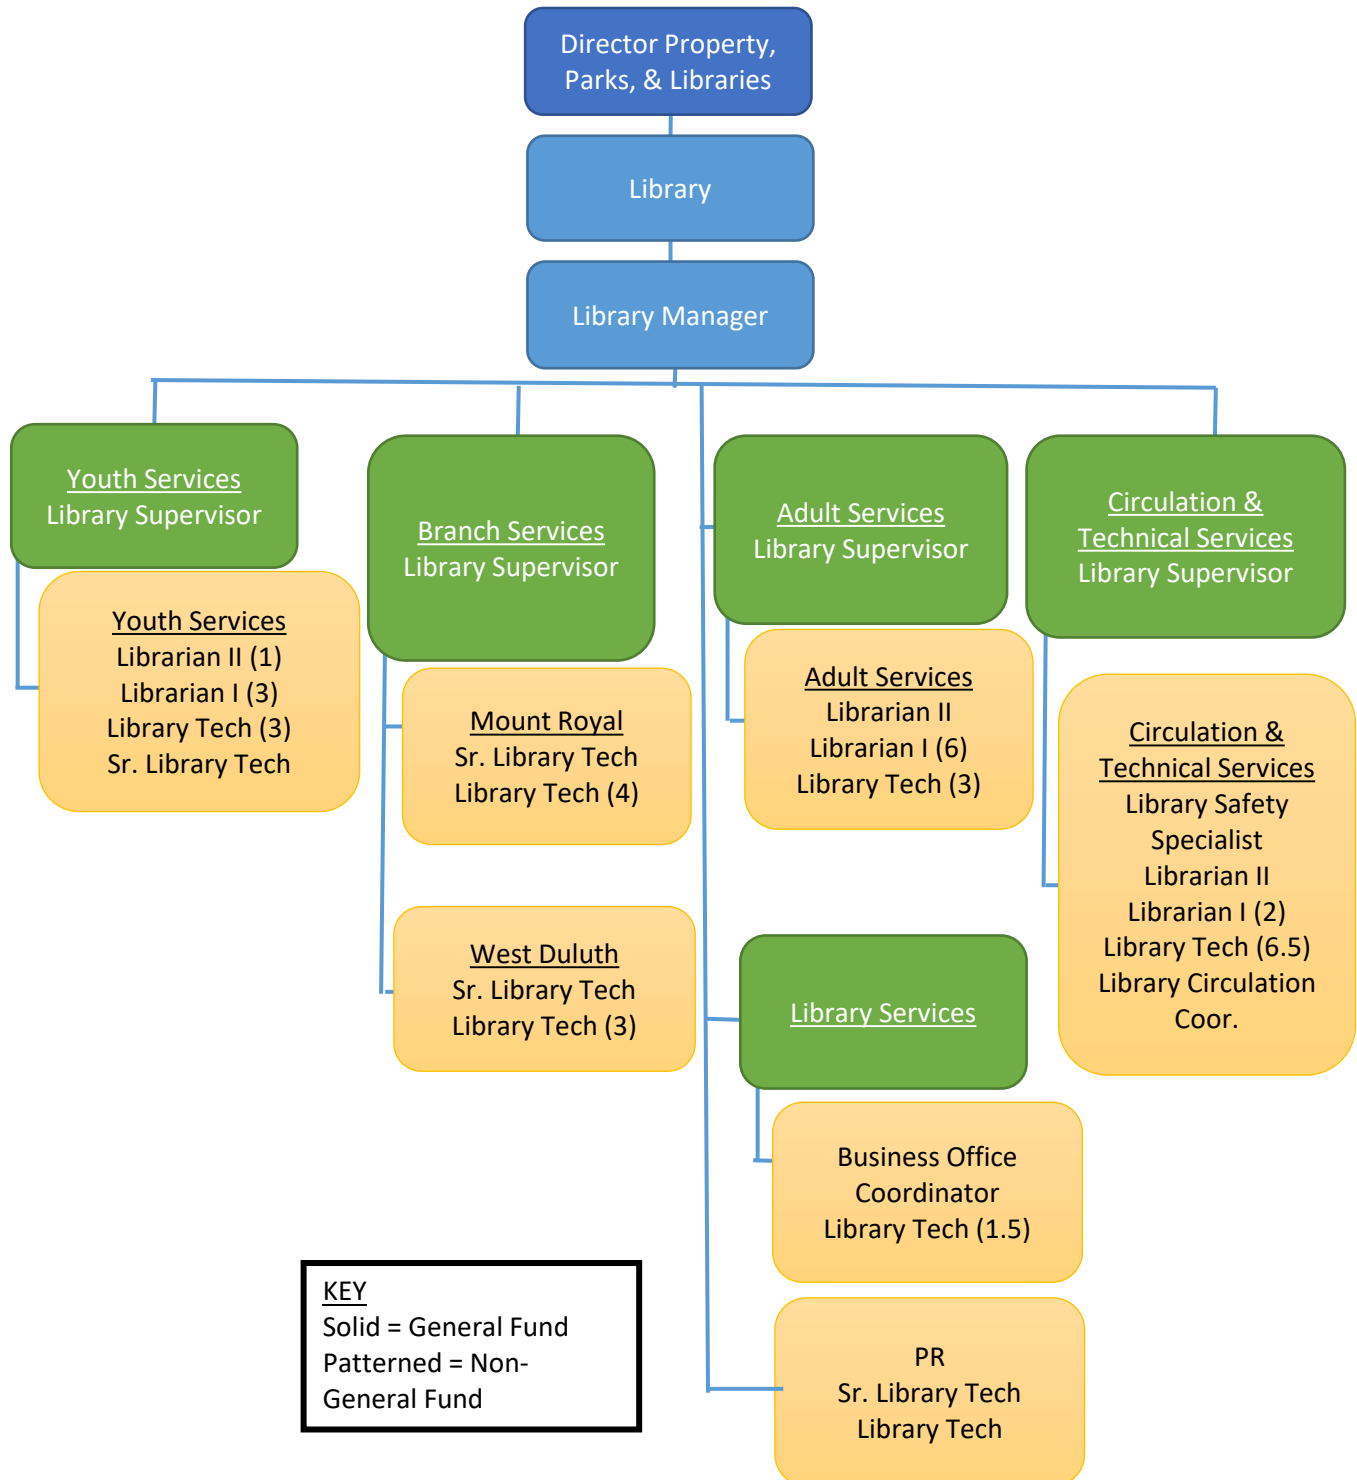 Director Property,
Parks, & Libraries
Library
Library Manager
Youth Services
Library Supervisor
Youth Services
Librarian II (1)
Librarian I (3)
Library Tech (3)
Sr. Library Tech
Branch Services
Library Supervisor
Mount Royal
Sr. Library Tech
Library Tech (4)
West Duluth
Sr. Library Tech
Library Tech (3)
Adult Services
Library Supervisor
Adult Services
Librarian II
Librarian I (6)
Library Tech (3)
Circulation &
Technical Services
Library Supervisor
Circulation &
Technical Services
Library Safety
Specialist
Librarian II
Librarian I (2)
Library Tech (6.5)
Library Circulation
Coor.
Library Services
Business Office
Coordinator
Library Tech (1.5)
PR
Sr. Library Tech
Library Tech
KEY
Solid = General Fund
Patterned = Non-
General Fund